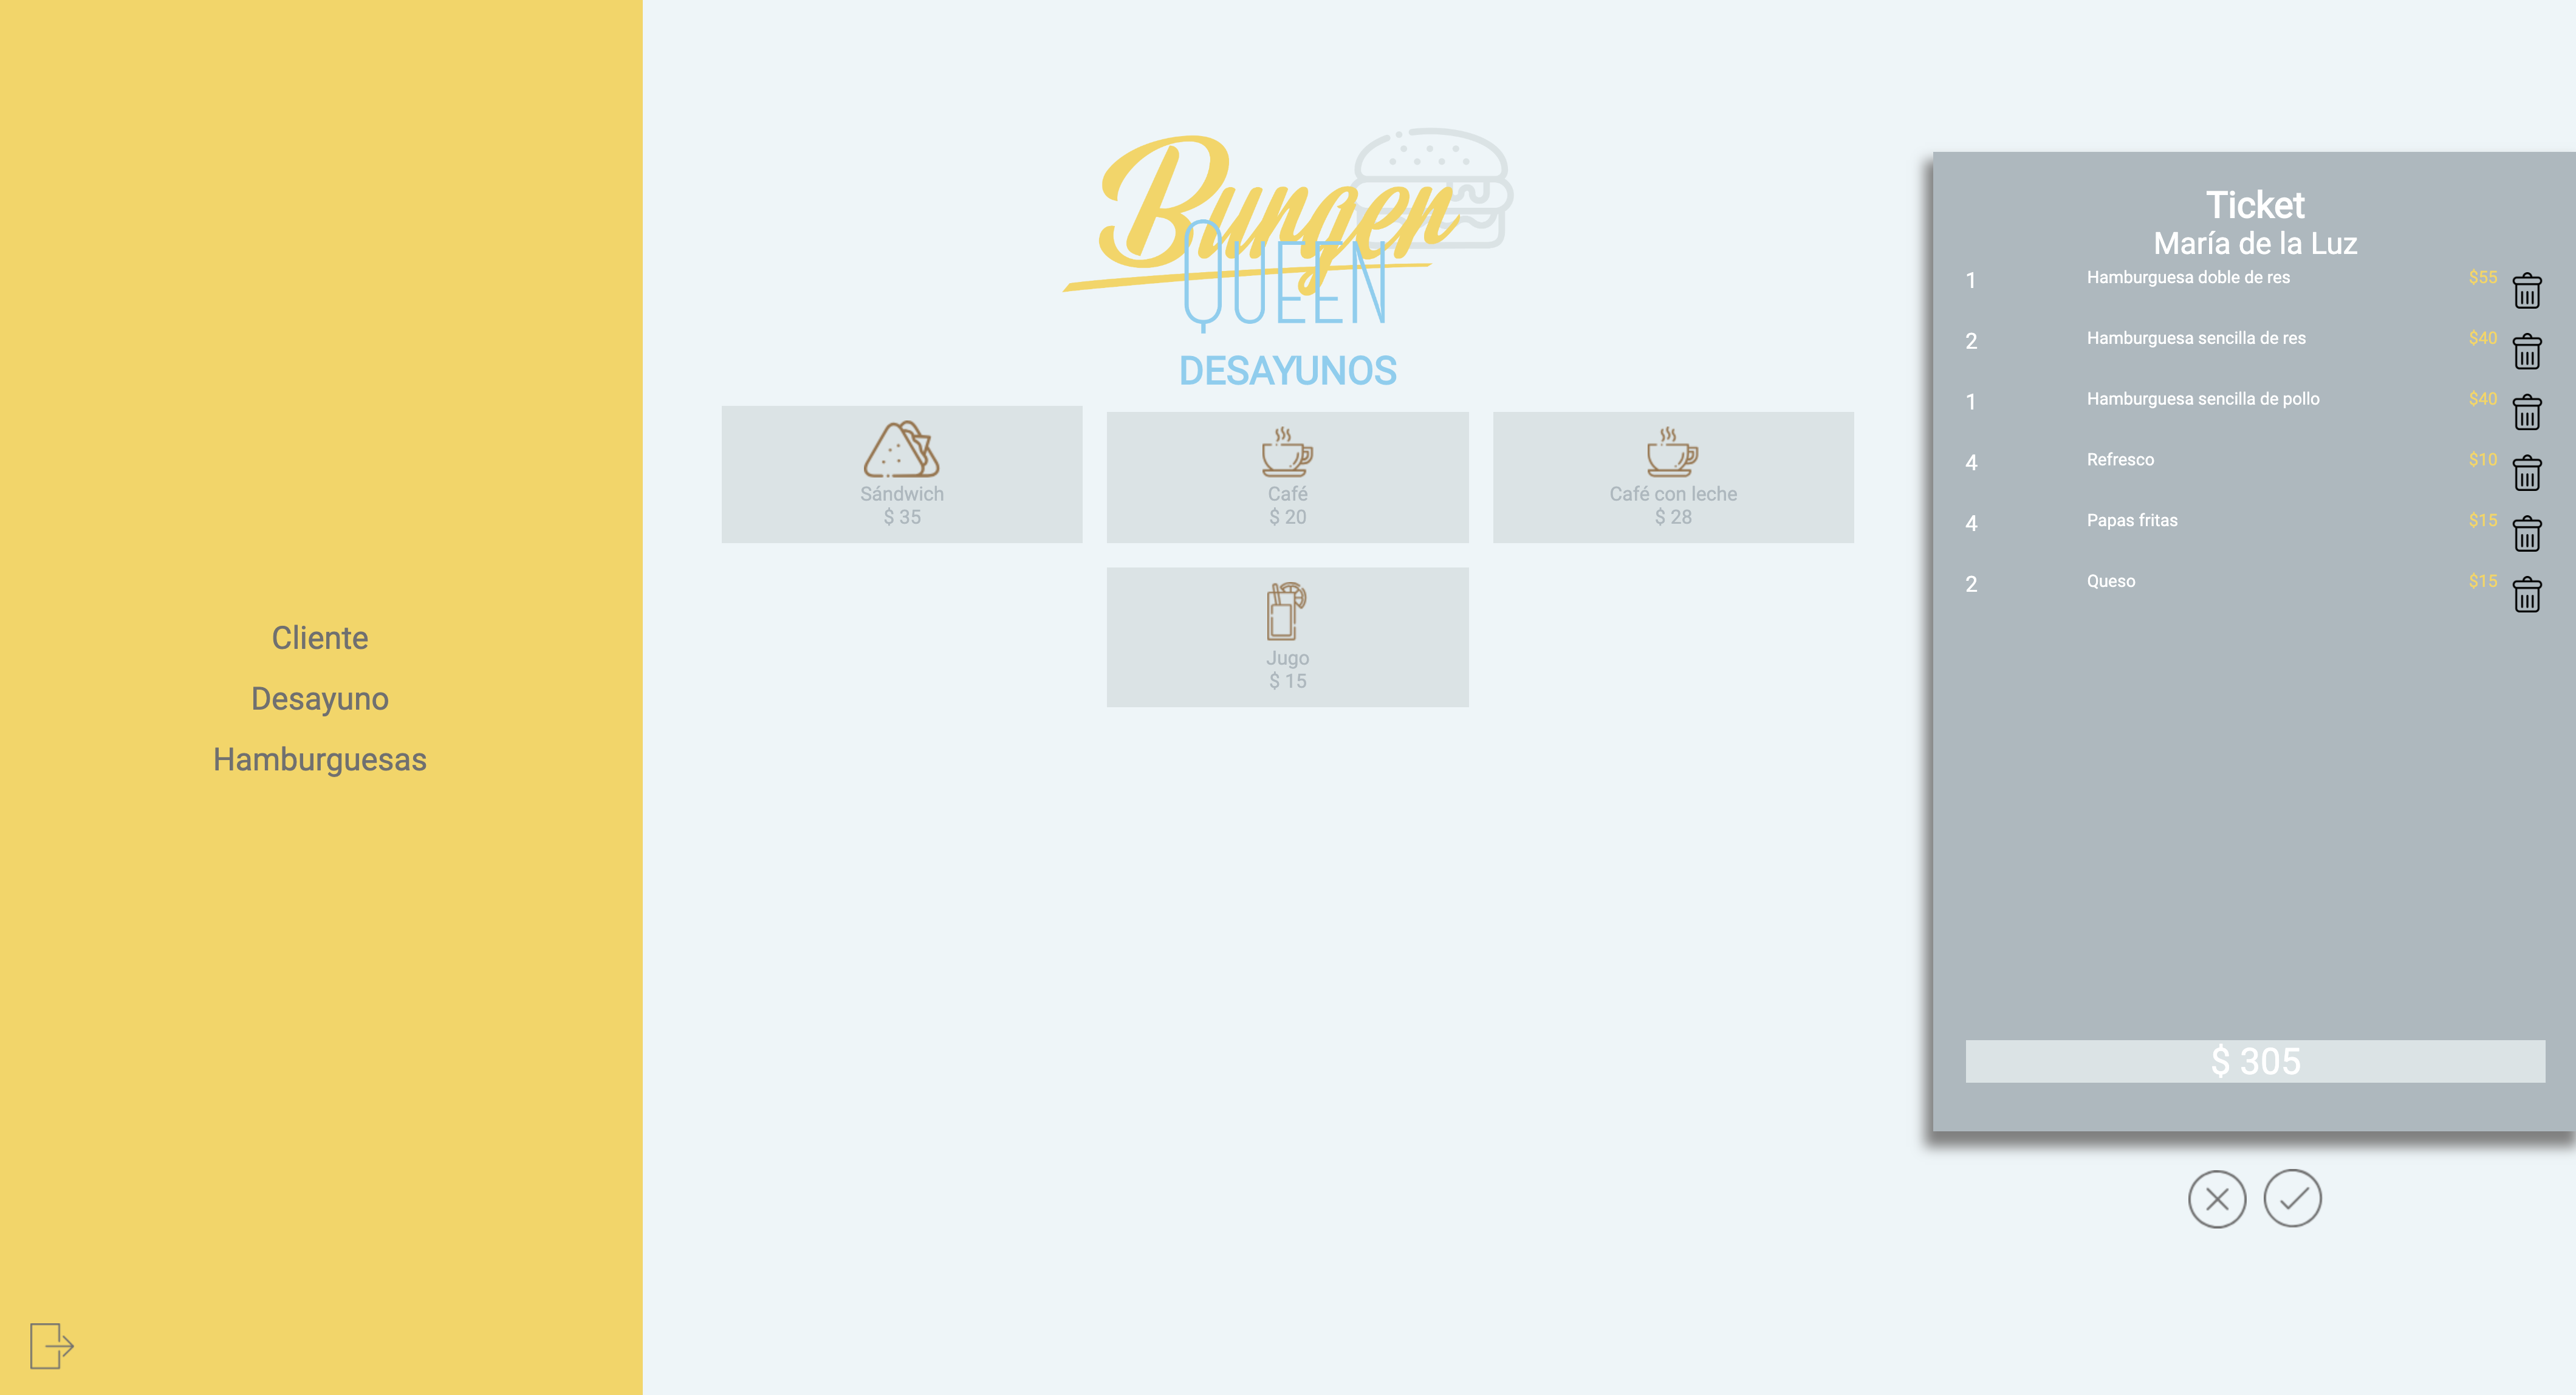 Cliente
Desayuno
Hamburguesas
Burger
QUEEN
DESAYUNOS
Sándwich
$ 35
Café
$ 20
Café con leche
$ 28
Jugo
$ 15
Ticket
María de la Luz
1 Hamburguesa doble de res $55
2 Hamburguesa sencilla de res $40
1 Hamburguesa sencilla de pollo $40
4 Refresco $10
4 Papas fritas $15
2 Queso $15
$ 305